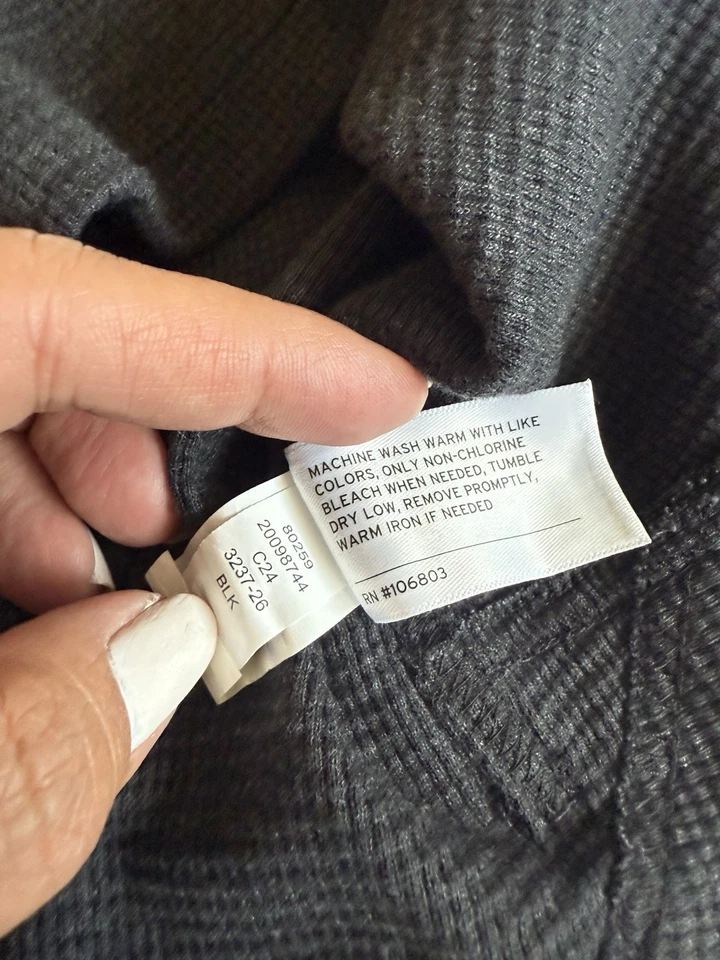 MACHINE WASH WARM WITH LIKE
COLORS, ONLY NON-CHLORINE
BLEACH WHEN NEEDED, TUMBLE
DRY LOW, REMOVE PROMPTLY,
WARM IRON IF NEEDED
RN #106803
80259
20098744
C24
3237-26
BLK